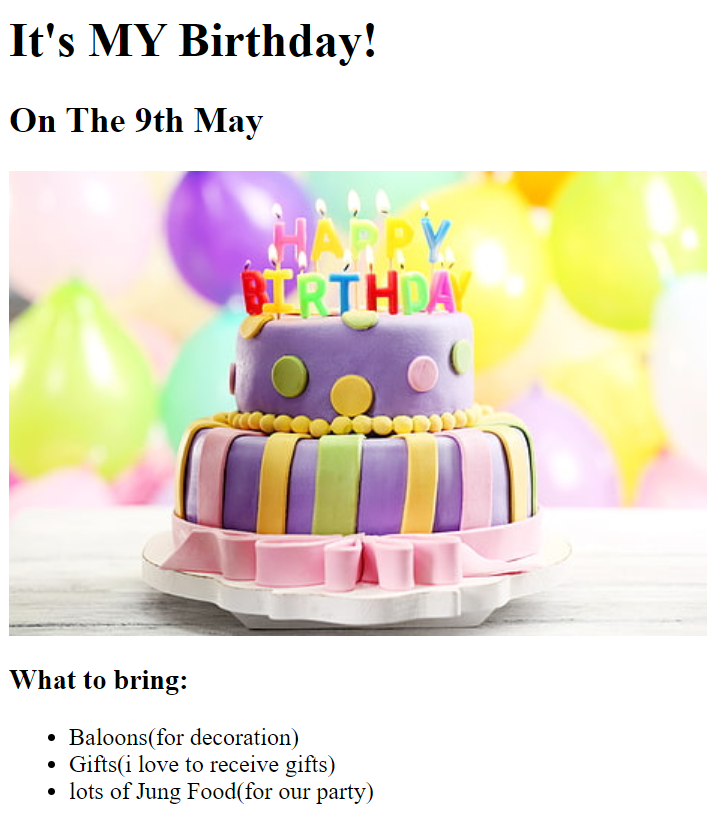 It's MY Birthday!
On The 9th May
HAPPY
BIRTHDAY
What to bring:
Baloons(for decoration)
Gifts(i love to receive gifts)
lots of Jung Food(for our party)